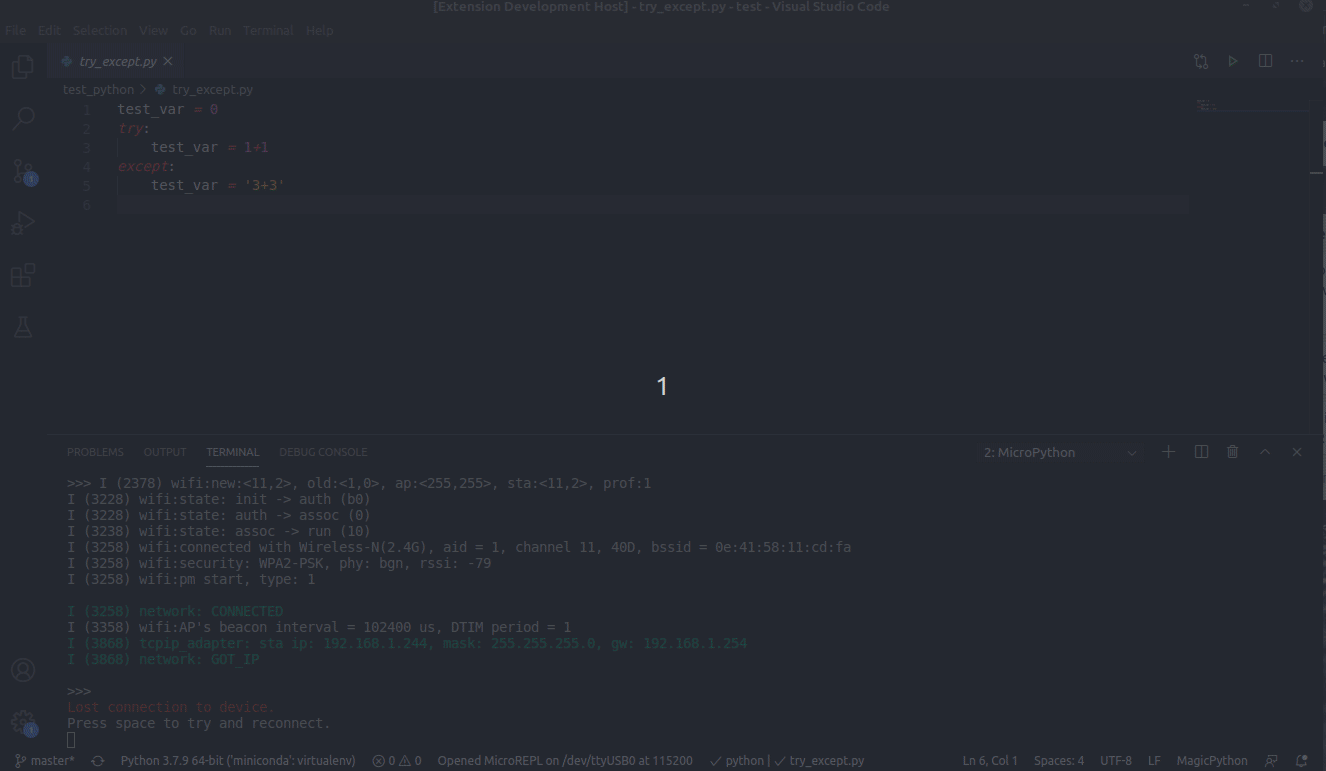 [Extension Development Host] - try_except.py - test - Visual Studio Code
File Edit Selection View Go Run Terminal Help
try_except.py
test_python > try_except.py
1 test_var = 0
2 try:
3     test_var = 1+1
4 except:
5     test_var = '3+3'
6
1
PROBLEMS OUTPUT TERMINAL DEBUG CONSOLE 2: MicroPython
>>> I (2378) wifi:new:<11,2>, old:<1,0>, ap:<255,255>, sta:<11,2>, prof:1
I (3228) wifi:state: init -> auth (b0)
I (3228) wifi:state: auth -> assoc (0)
I (3238) wifi:state: assoc -> run (10)
I (3258) wifi:connected with Wireless-N(2.4G), aid = 1, channel 11, 40D, bssid = 0e:41:58:11:cd:fa
I (3258) wifi:security: WPA2-PSK, phy: bgn, rssi: -79
I (3258) wifi:pm start, type: 1
I (3258) network: CONNECTED
I (3358) wifi:AP's beacon interval = 102400 us, DTIM period = 1
I (3868) tcpip_adapter: sta ip: 192.168.1.244, mask: 255.255.255.0, gw: 192.168.1.254
I (3868) network: GOT_IP
>>>
Lost connection to device.
Press space to try and reconnect.
master* Python 3.7.9 64-bit ('miniconda': virtualenv) 0 0 Opened MicroREPL on /dev/ttyUSB0 at 115200 ✓ python | ✓ try_except.py Ln 6, Col 1 Spaces: 4 UTF-8 LF MagicPython